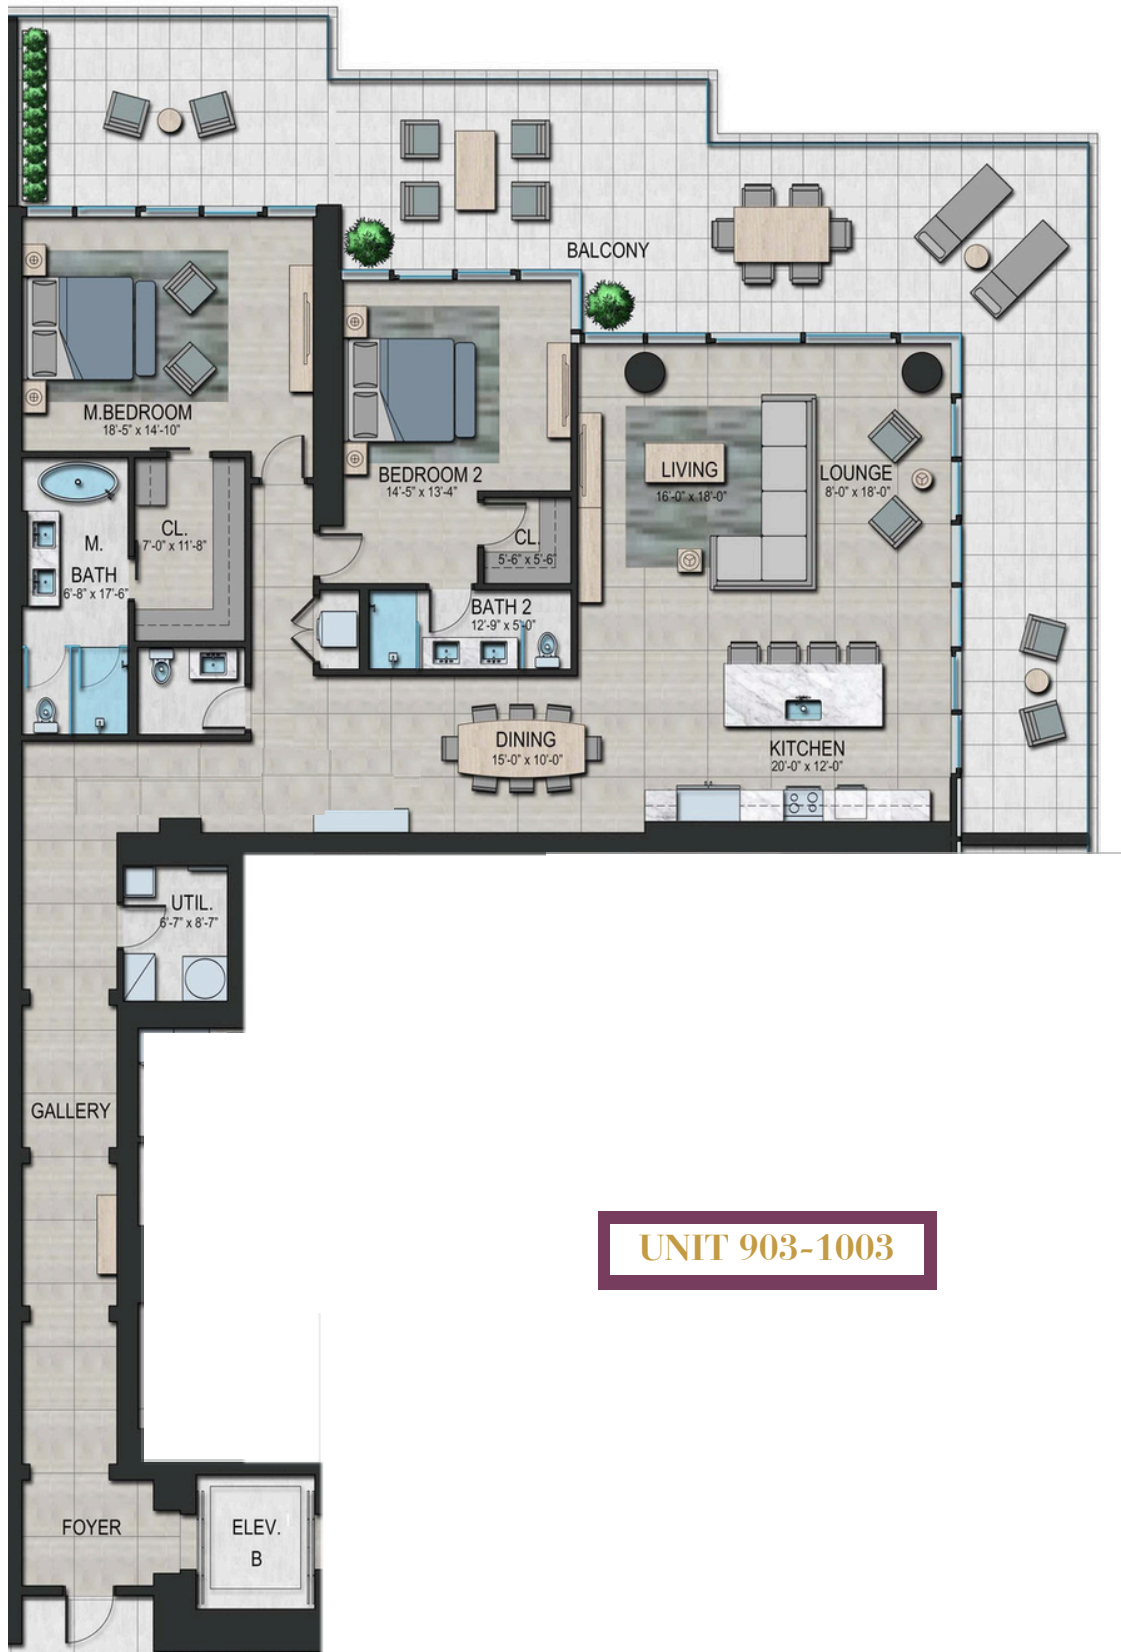 BALCONY
M.BEDROOM
18'-5" x 14'-10"
BEDROOM 2
14'-5" x 13'-4"
LIVING
16'-0" x 18'-0"
LOUNGE
8'-0" x 18'-0"
CL.
7'-0" x 11'-8"
M.
BATH
6'-8" x 17'-6"
CL.
5'-6" x 5'-6"
BATH 2
12'-9" x 5'-0"
DINING
15'-0" x 10'-0"
KITCHEN
20'-0" x 12'-0"
UTIL.
6'-7" x 8'-7"
GALLERY
UNIT 903-1003
FOYER
ELEV.
B